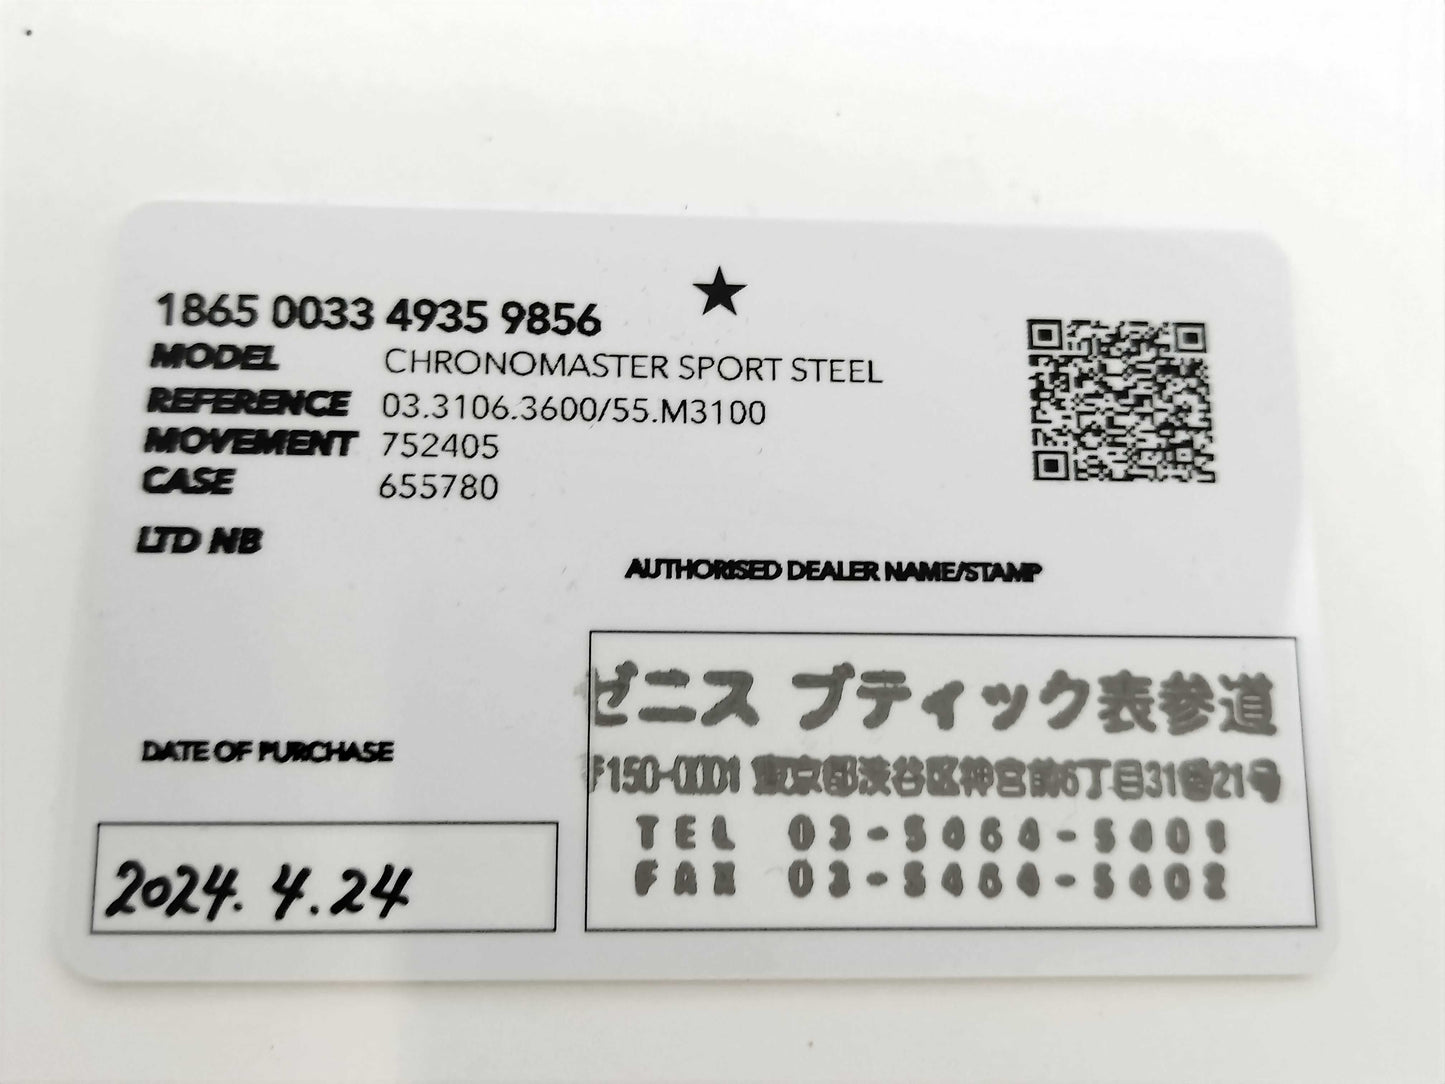 1865 0033 4935 9856
MODEL CHRONOMASTER SPORT STEEL
REFERENCE 03.3106.3600/55.M3100
MOVEMENT 752405
CASE 655780
LTD NB
AUTHORISED DEALER NAME/STAMP
ゼニス ブティック表参道
〒150-0001 東京都渋谷区神宮前6丁目31番21号
TEL 03-5464-5401
FAX 03-5464-5402
DATE OF PURCHASE
2024.4.24